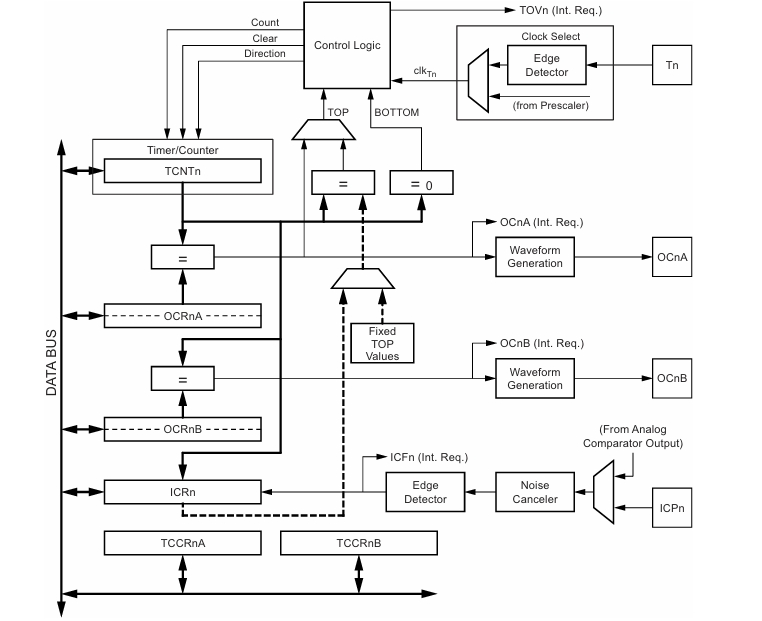 Count
TOVn (Int. Req.)
Clear
Control Logic
Clock Select
Direction
Edge
Detector
Tn
clkTn
(from Prescaler)
TOP
BOTTOM
Timer/Counter
TCNTn
=
= 0
OCnA (Int. Req.)
=
Waveform
Generation
OCnA
OCRnA
Fixed
TOP
Values
DATA BUS
OCnB (Int. Req.)
=
Waveform
Generation
OCnB
OCRnB
(From Analog
Comparator Output)
ICFn (Int. Req.)
ICRn
Edge
Detector
Noise
Canceler
ICPn
TCCRnA
TCCRnB